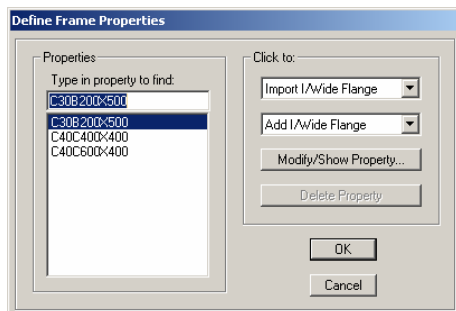 Define Frame Properties
Properties
Type in property to find:
C30B200X500
C30B200X500
C40C400X400
C40C600X400
Click to:
Import I/Wide Flange
Add I/Wide Flange
Modify/Show Property...
Delete Property
OK
Cancel